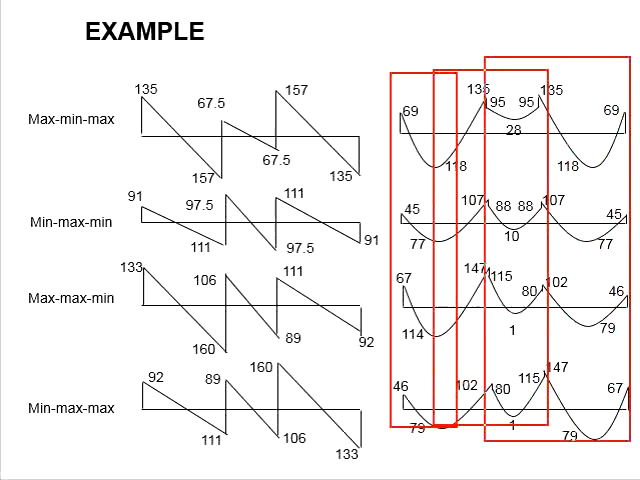 EXAMPLE
135 157 135
67.5 69 95 95 69
Max-min-max
28
67.5
157 135 118 118
91 97.5 111 45 107 88 88 107 45
Min-max-min
111 97.5 91 77 10 77
133 106 111 67 147 115 80 102 46
Max-max-min
160 89 92 114 1 79
92 89 160 46 102 80 115 147 67
Min-max-max
111 106 133 79 1 79